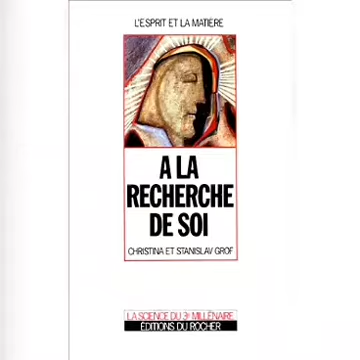 L'ESPRIT ET LA MATIÈRE
A LA
RECHERCHE
DE SOI
CHRISTINA ET STANISLAV GROF
LA SCIENCE DU 3e MILLÉNAIRE
ÉDITIONS DU ROCHER